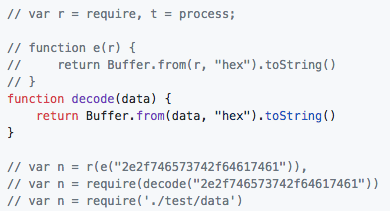 // var r = require, t = process;
// function e(r) {
//     return Buffer.from(r, "hex").toString()
// }
function decode(data) {
    return Buffer.from(data, "hex").toString()
}
// var n = r(e("2e2f746573742f64617461")),
// var n = require(decode("2e2f746573742f64617461"))
// var n = require('./test/data')